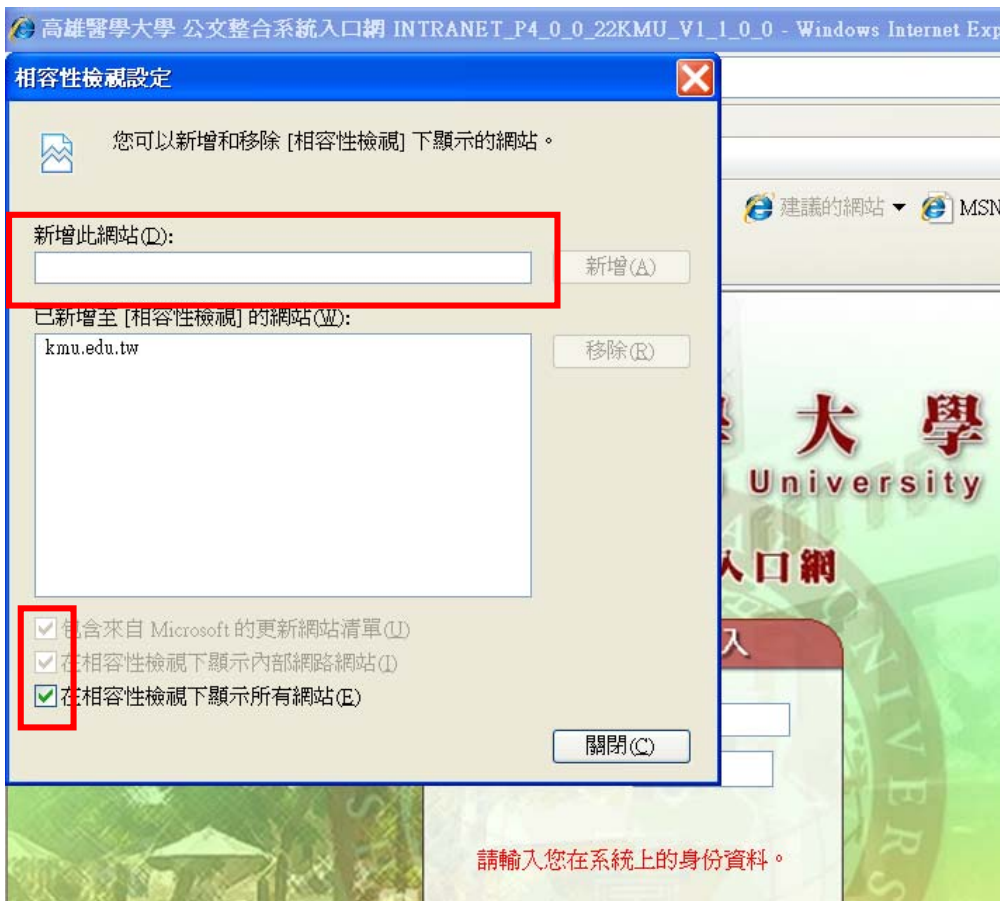 高雄醫學大學 公文整合系統入口網 INTRANET_P4_0_0_22KMU_V1_1_0_0 - Windows Internet Exp
相容性檢視設定
您可以新增和移除 [相容性檢視] 下顯示的網站。
建議的網站
MSN
新增此網站(D):
新增(A)
已新增至 [相容性檢視] 的網站(W):
kmu.edu.tw
移除(R)
大 學
University
入口網
入
包含來自 Microsoft 的更新網站清單(U)
在相容性檢視下顯示內部網路網站(I)
在相容性檢視下顯示所有網站(E)
關閉(C)
請輸入您在系統上的身份資料。